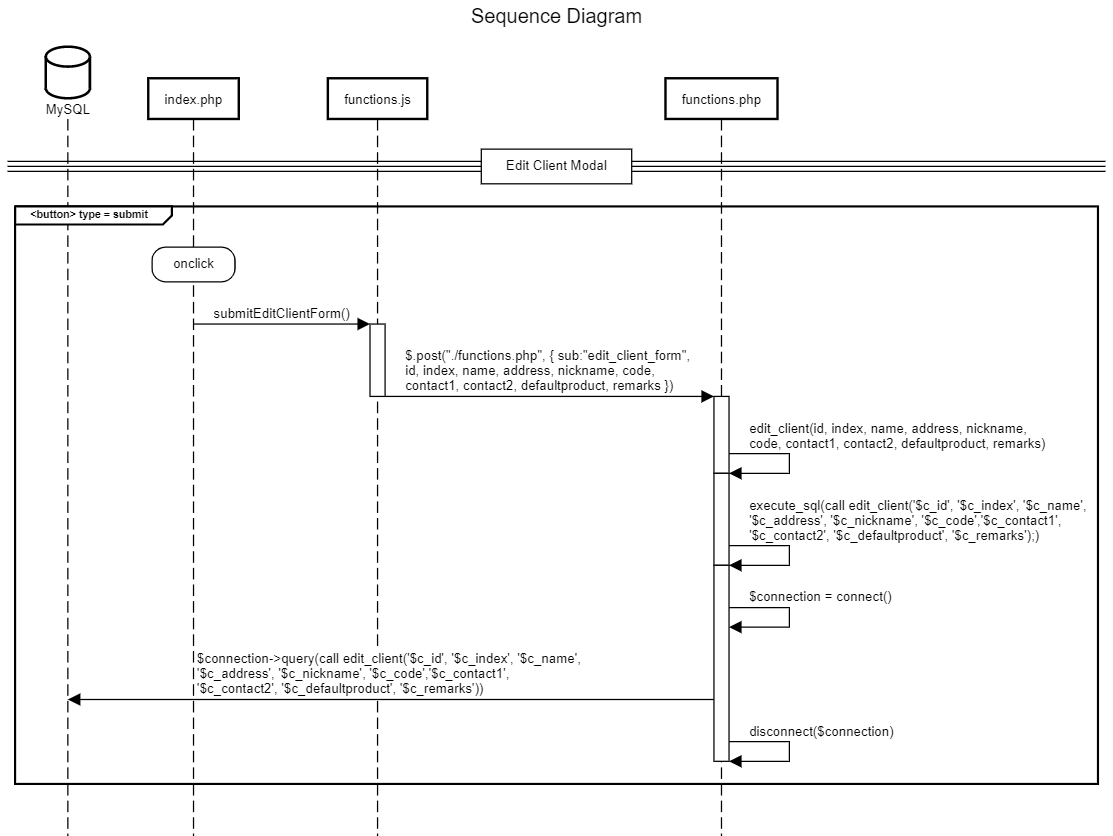 Sequence Diagram
MySQL
index.php
functions.js
functions.php
Edit Client Modal
<button> type = submit
onclick
submitEditClientForm()
$.post("./functions.php", { sub:"edit_client_form",
id, index, name, address, nickname, code,
contact1, contact2, defaultproduct, remarks })
edit_client(id, index, name, address, nickname,
code, contact1, contact2, defaultproduct, remarks)
execute_sql(call edit_client('$c_id', '$c_index', '$c_name',
'$c_address', '$c_nickname', '$c_code','$c_contact1',
'$c_contact2', '$c_defaultproduct', '$c_remarks');)
$connection = connect()
$connection->query(call edit_client('$c_id', '$c_index', '$c_name',
'$c_address', '$c_nickname', '$c_code','$c_contact1',
'$c_contact2', '$c_defaultproduct', '$c_remarks'))
disconnect($connection)